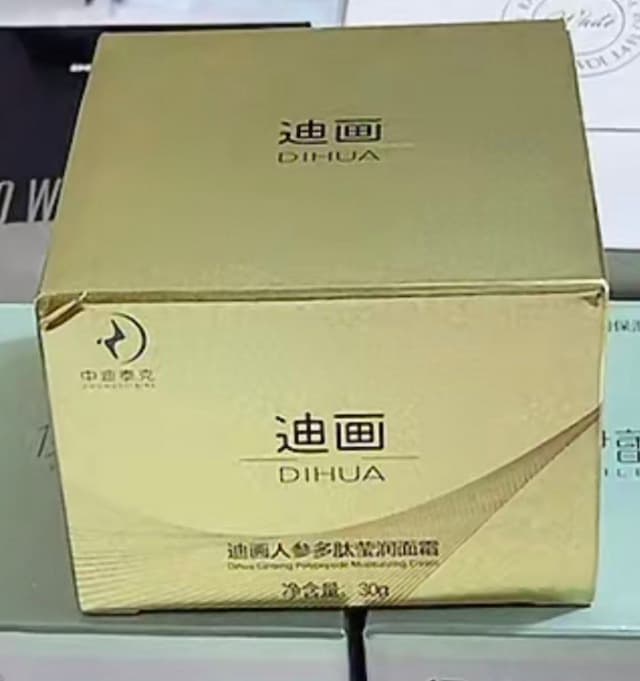 White
W
迪画
DIHUA
中迪泰克
迪画
DIHUA
迪画人参多肽莹润面霜
Dihua Ginseng Polypeptide Moisturizing Cream
净含量：30g